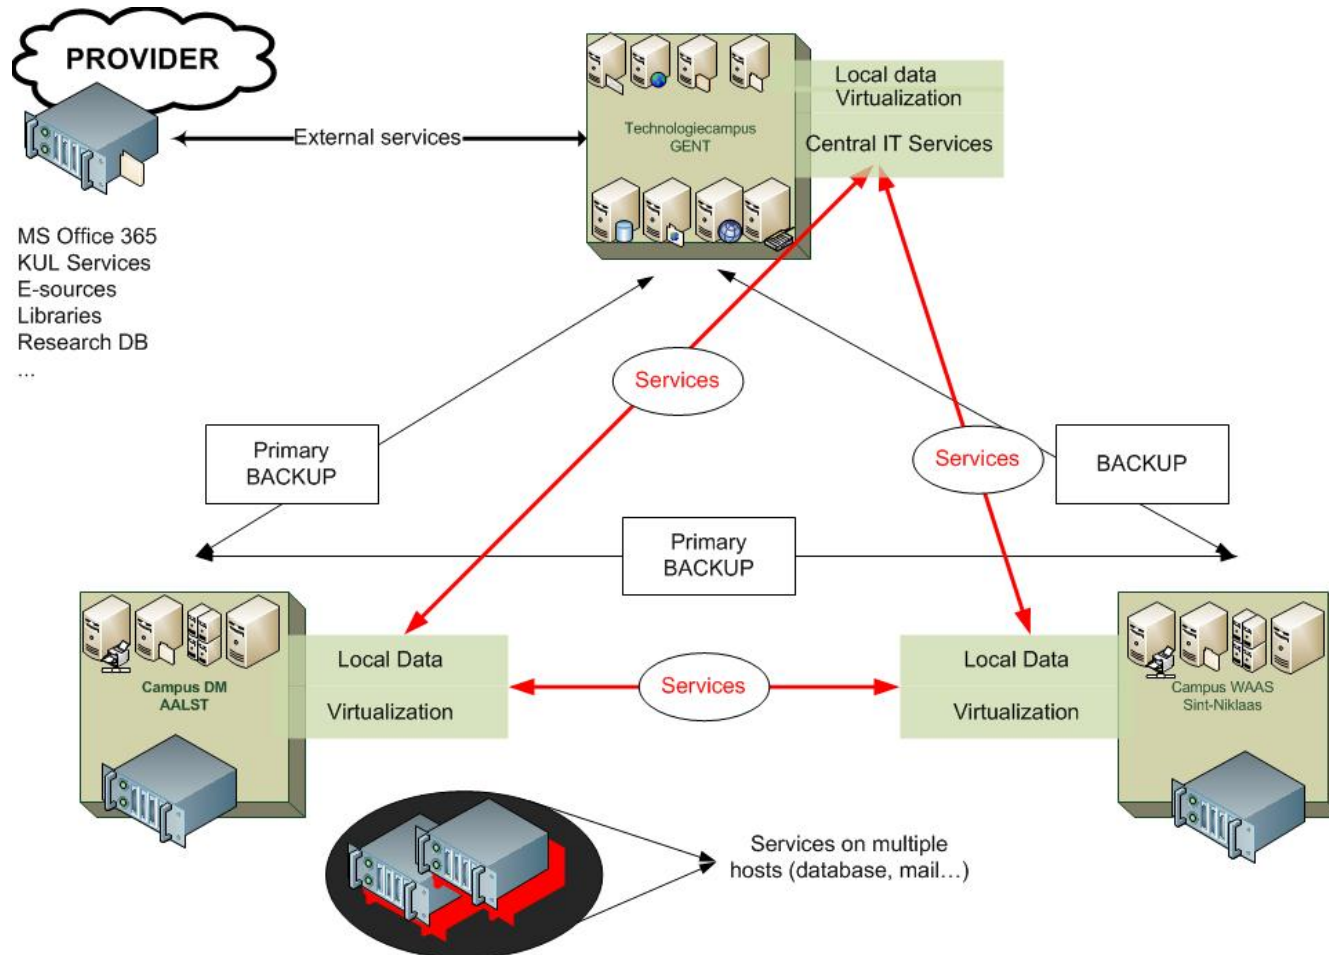 PROVIDER
External services
MS Office 365
KUL Services
E-sources
Libraries
Research DB
...
Technologiecampus
GENT
Local data
Virtualization
Central IT Services
Services
Services
Primary
BACKUP
BACKUP
Primary
BACKUP
Campus DM
AALST
Local Data
Virtualization
Services
Local Data
Virtualization
Campus WAAS
Sint-Niklaas
Services on multiple
hosts (database, mail...)